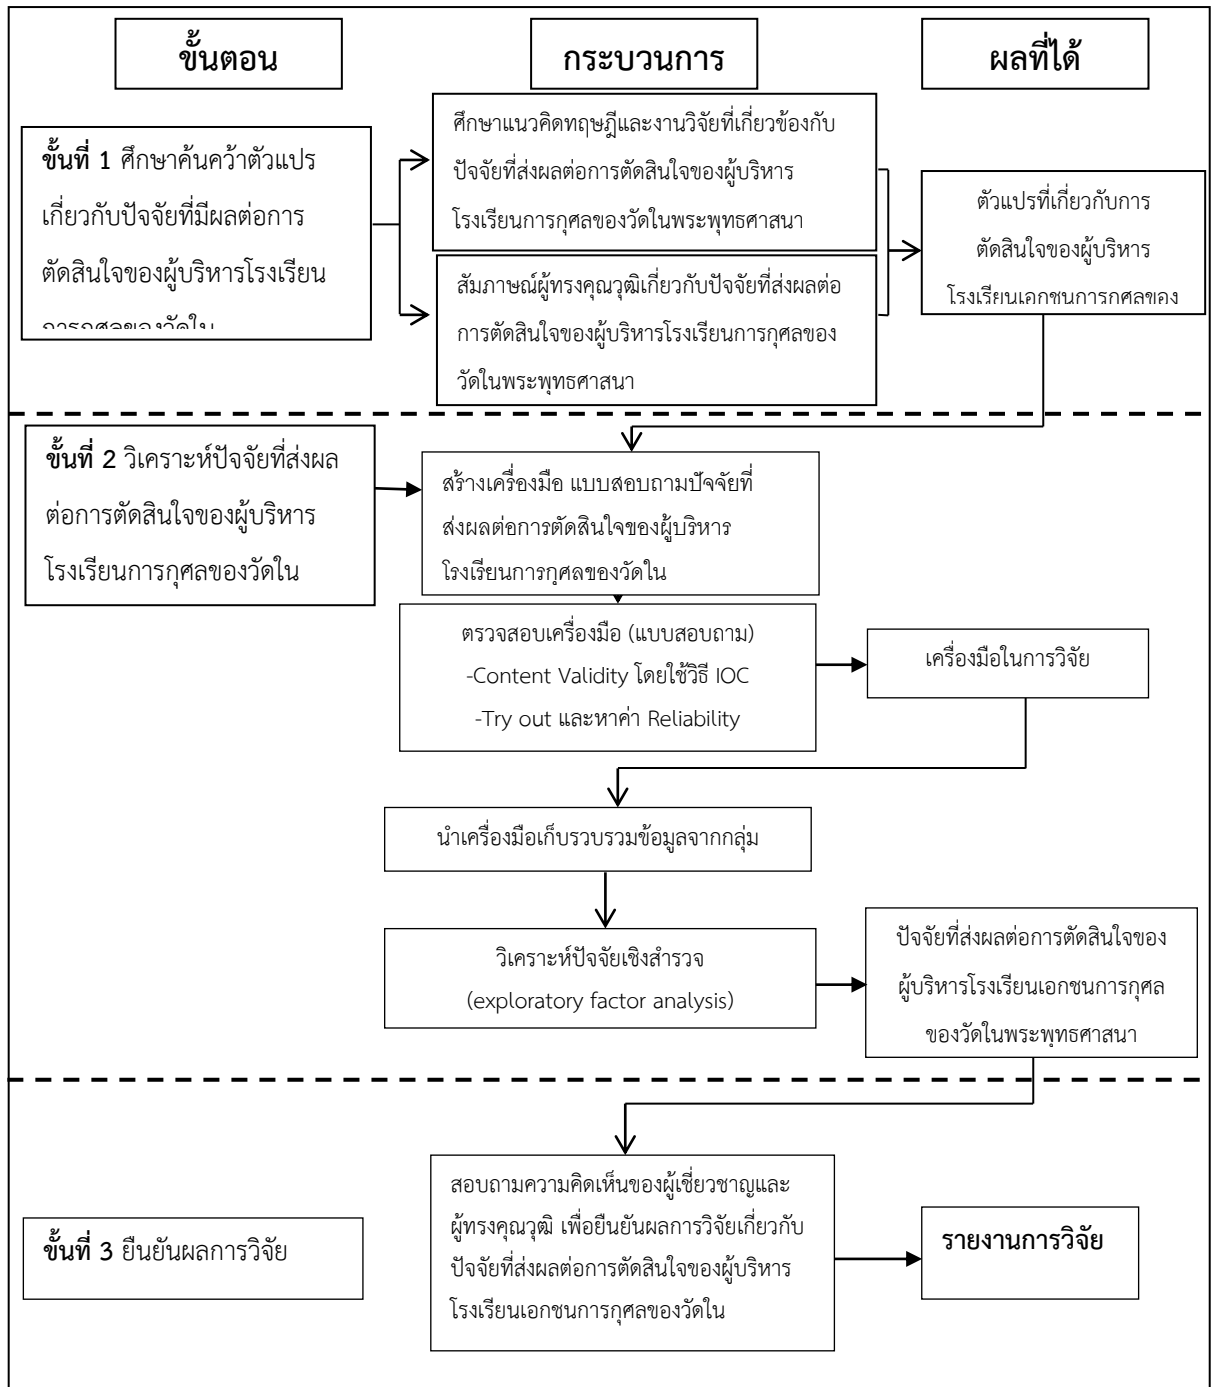 ขั้นตอน
กระบวนการ
ผลที่ได้
ขั้นที่ 1 ศึกษาค้นคว้าตัวแปร
เกี่ยวกับปัจจัยที่มีผลต่อการ
ตัดสินใจของผู้บริหารโรงเรียน
การกุศลของวัดใน
ศึกษาแนวคิดทฤษฎีและงานวิจัยที่เกี่ยวข้องกับ
ปัจจัยที่ส่งผลต่อการตัดสินใจของผู้บริหาร
โรงเรียนการกุศลของวัดในพระพุทธศาสนา
สัมภาษณ์ผู้ทรงคุณวุฒิเกี่ยวกับปัจจัยที่ส่งผลต่อ
การตัดสินใจของผู้บริหารโรงเรียนการกุศลของ
วัดในพระพุทธศาสนา
ตัวแปรที่เกี่ยวกับการ
ตัดสินใจของผู้บริหาร
โรงเรียนเอกชนการกุศลของ
ขั้นที่ 2 วิเคราะห์ปัจจัยที่ส่งผล
ต่อการตัดสินใจของผู้บริหาร
โรงเรียนการกุศลของวัดใน
สร้างเครื่องมือ แบบสอบถามปัจจัยที่
ส่งผลต่อการตัดสินใจของผู้บริหาร
โรงเรียนการกุศลของวัดใน
ตรวจสอบเครื่องมือ (แบบสอบถาม)
-Content Validity โดยใช้วิธี IOC
-Try out และหาค่า Reliability
เครื่องมือในการวิจัย
นำเครื่องมือเก็บรวบรวมข้อมูลจากกลุ่ม
วิเคราะห์ปัจจัยเชิงสำรวจ
(exploratory factor analysis)
ปัจจัยที่ส่งผลต่อการตัดสินใจของ
ผู้บริหารโรงเรียนเอกชนการกุศล
ของวัดในพระพุทธศาสนา
ขั้นที่ 3 ยืนยันผลการวิจัย
สอบถามความคิดเห็นของผู้เชี่ยวชาญและ
ผู้ทรงคุณวุฒิ เพื่อยืนยันผลการวิจัยเกี่ยวกับ
ปัจจัยที่ส่งผลต่อการตัดสินใจของผู้บริหาร
โรงเรียนเอกชนการกุศลของวัดใน
รายงานการวิจัย